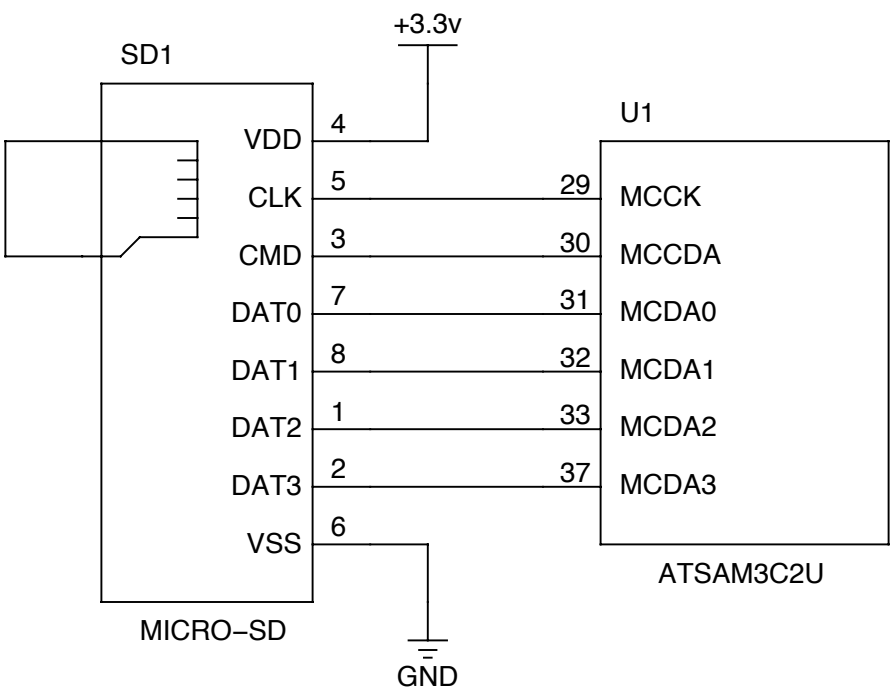 +3.3v
SD1
U1
VDD 4
CLK 5 29 MCCK
CMD 3 30 MCCDA
DAT0 7 31 MCDA0
DAT1 8 32 MCDA1
DAT2 1 33 MCDA2
DAT3 2 37 MCDA3
VSS 6
ATSAM3C2U
MICRO−SD
GND